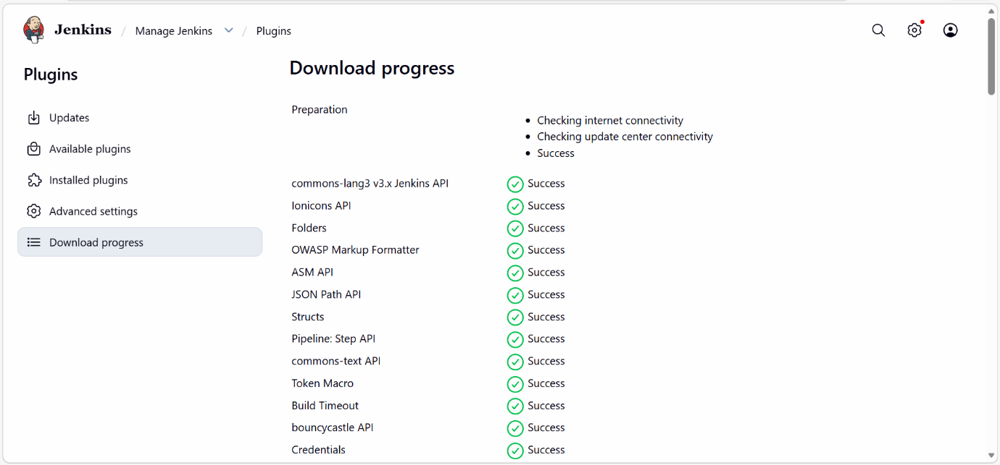 Jenkins / Manage Jenkins / Plugins
Plugins
Updates
Available plugins
Installed plugins
Advanced settings
Download progress
Download progress
Preparation
• Checking internet connectivity
• Checking update center connectivity
• Success
commons-lang3 v3.x Jenkins API Success
Ionicons API Success
Folders Success
OWASP Markup Formatter Success
ASM API Success
JSON Path API Success
Structs Success
Pipeline: Step API Success
commons-text API Success
Token Macro Success
Build Timeout Success
bouncycastle API Success
Credentials Success